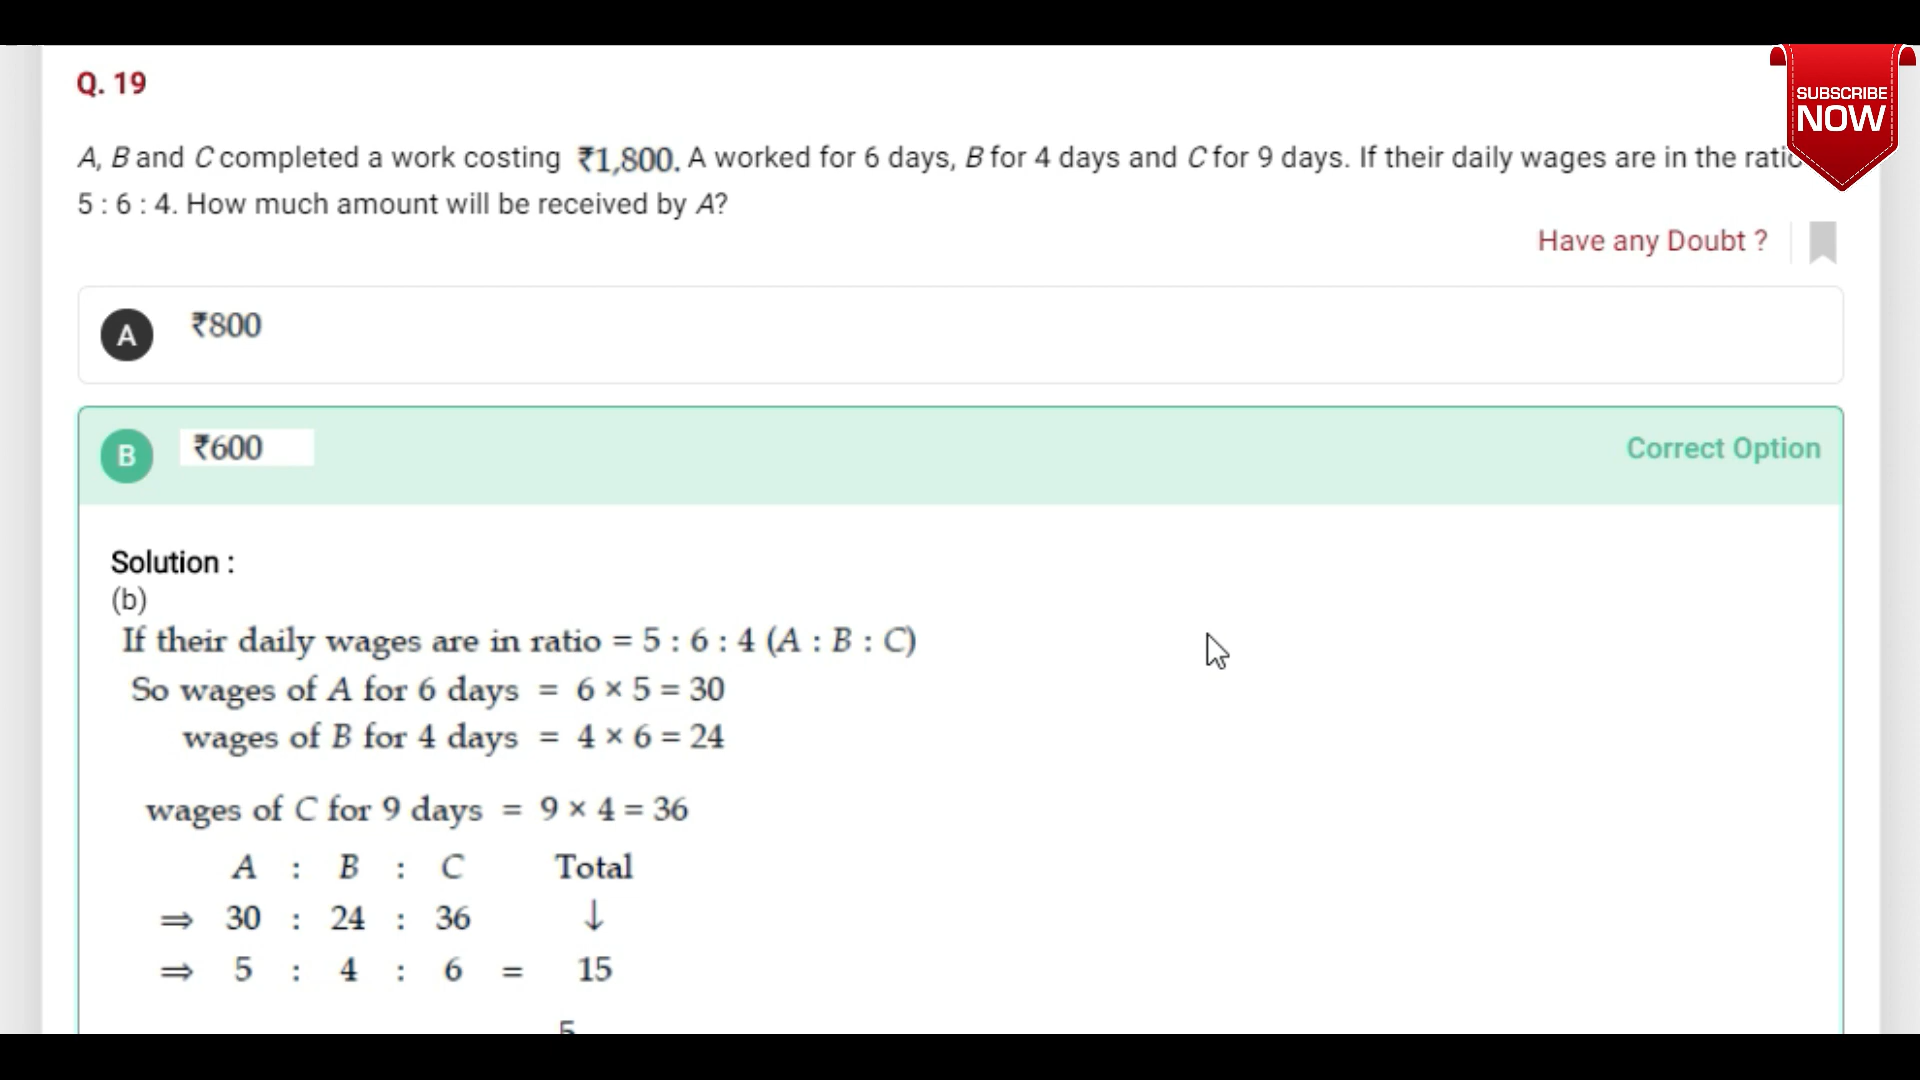 Q. 19
SUBSCRIBE
NOW
A, B and C completed a work costing ₹1,800. A worked for 6 days, B for 4 days and C for 9 days. If their daily wages are in the ratio
5 : 6 : 4. How much amount will be received by A?
Have any Doubt ?
A ₹800
B ₹600 Correct Option
Solution :
(b)
If their daily wages are in ratio = 5 : 6 : 4 (A : B : C)
So wages of A for 6 days = 6 × 5 = 30
wages of B for 4 days = 4 × 6 = 24
wages of C for 9 days = 9 × 4 = 36
A : B : C Total
⇒ 30 : 24 : 36 ↓
⇒ 5 : 4 : 6 = 15
5